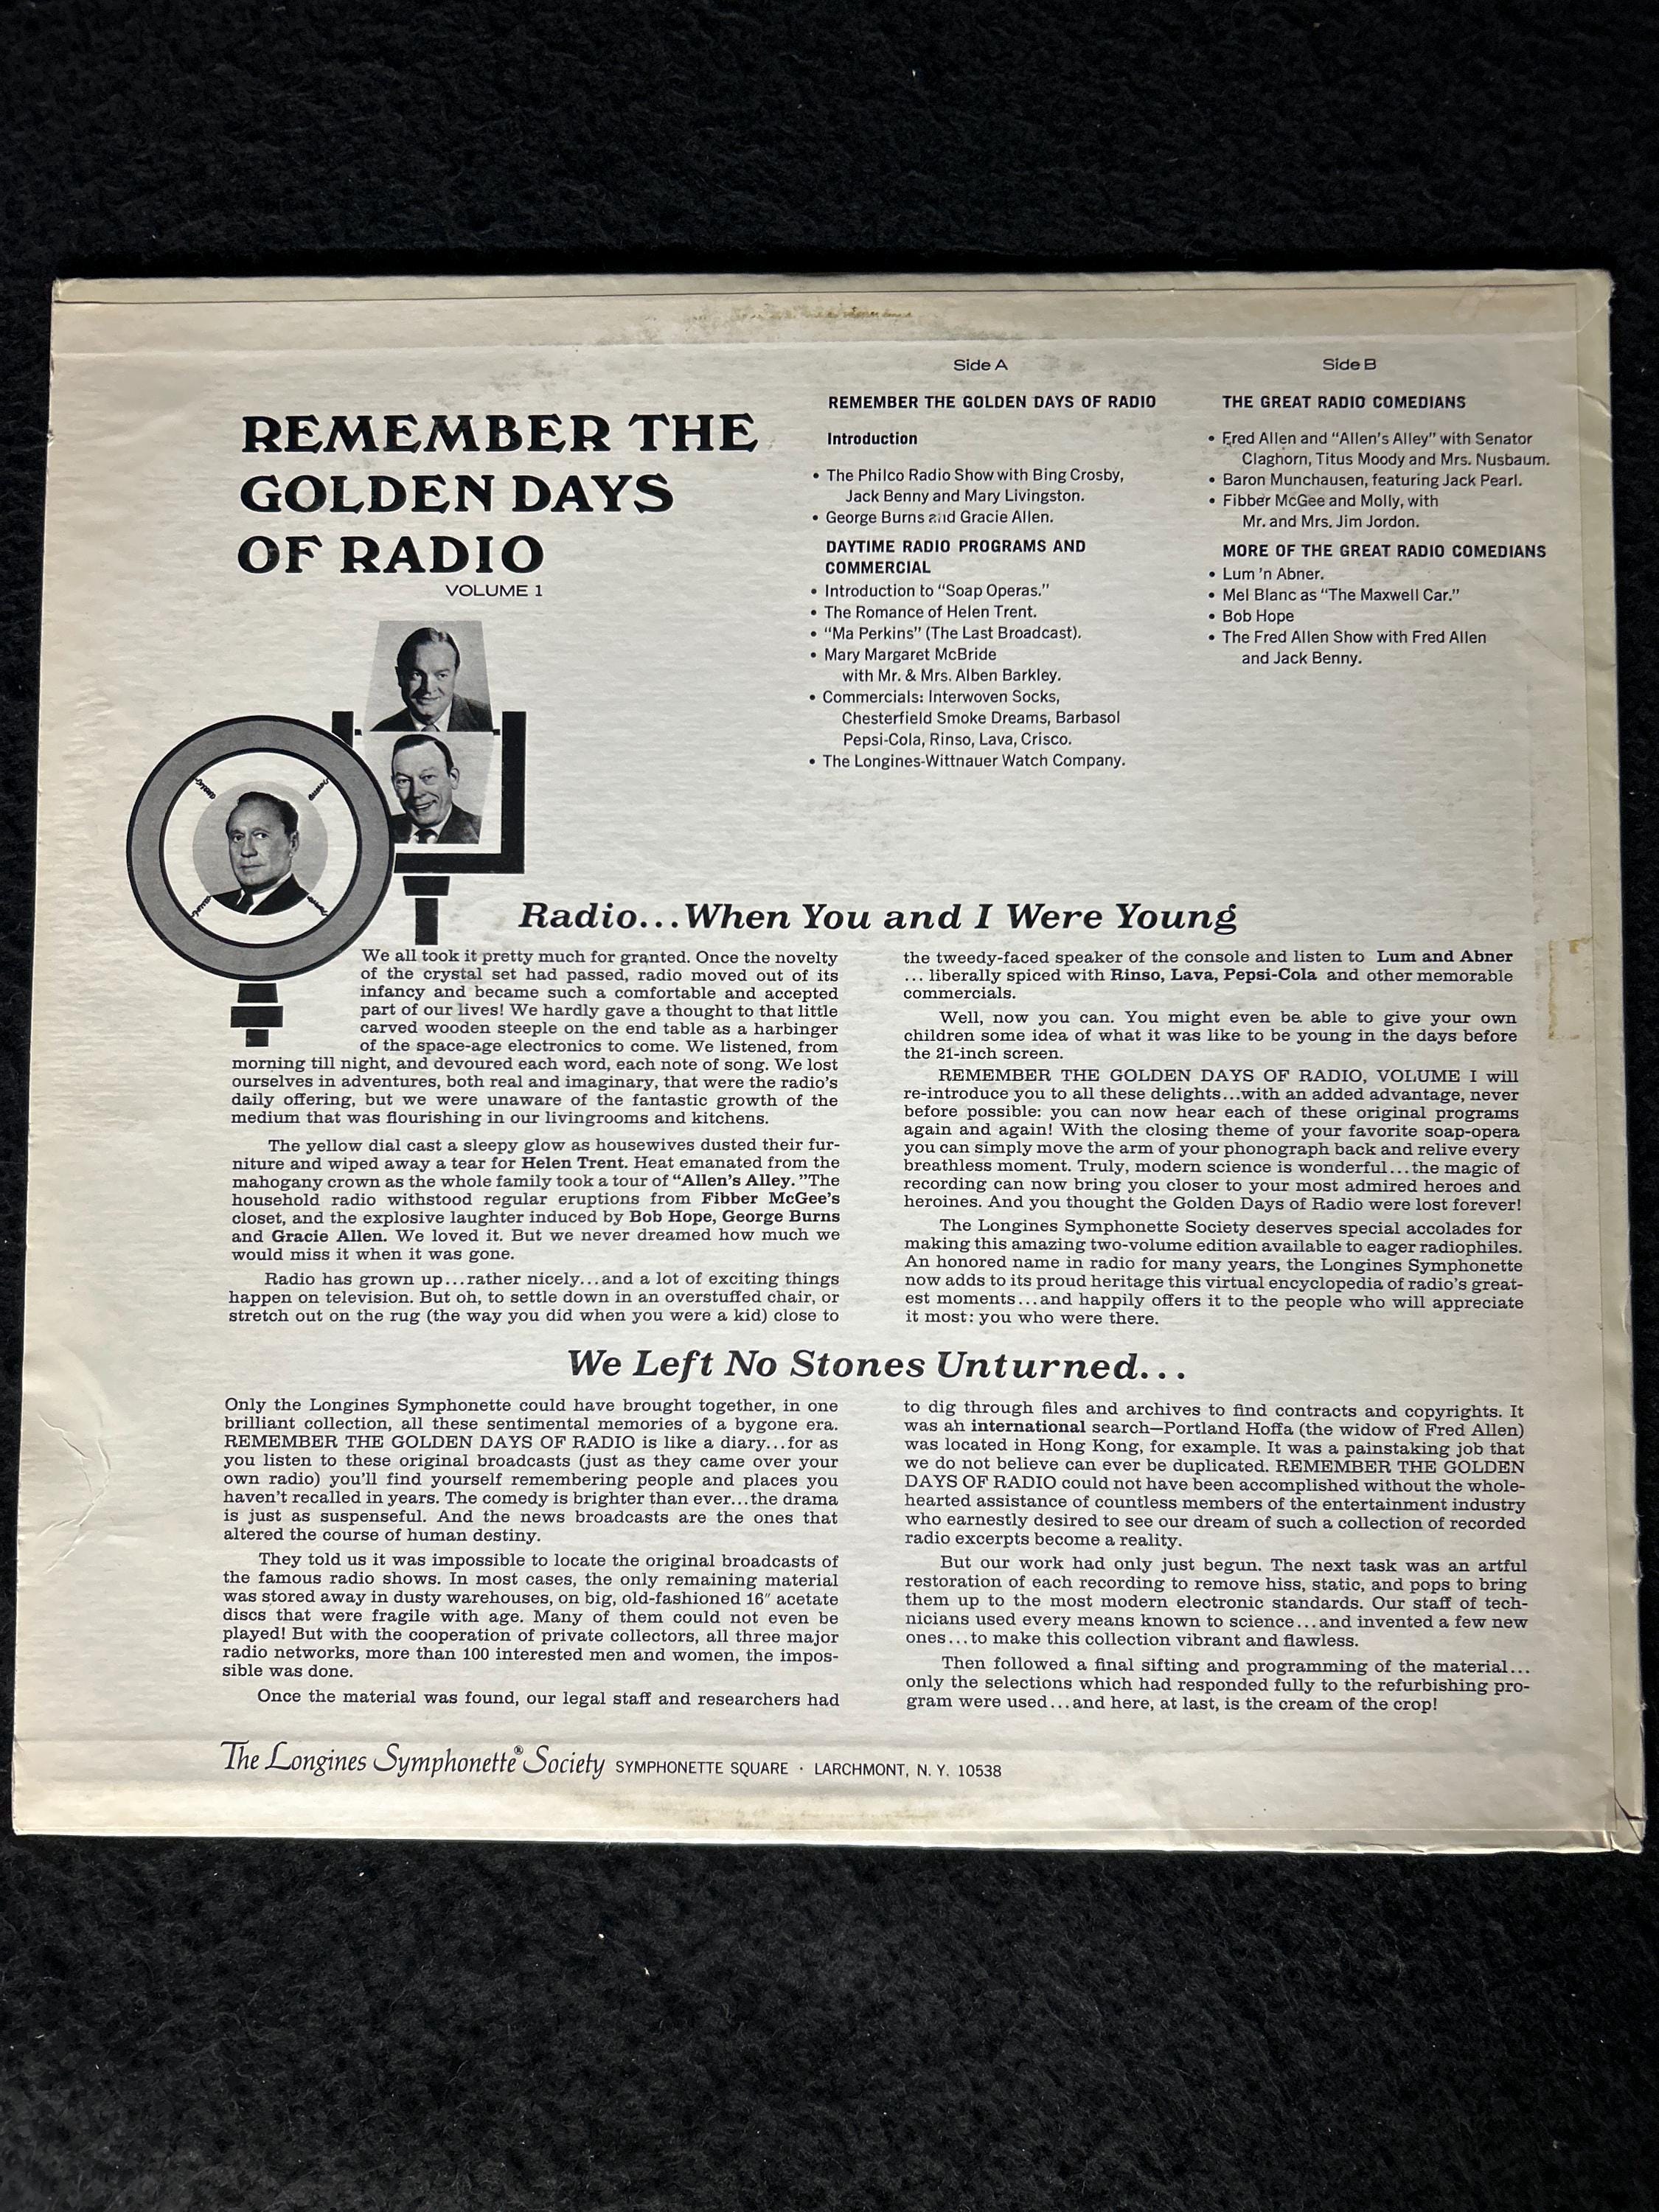 REMEMBER THE
GOLDEN DAYS
OF RADIO
VOLUME 1
Side A
REMEMBER THE GOLDEN DAYS OF RADIO
Introduction
• The Philco Radio Show with Bing Crosby,
Jack Benny and Mary Livingston.
• George Burns and Gracie Allen.
DAYTIME RADIO PROGRAMS AND
COMMERCIAL
• Introduction to “Soap Operas.”
• The Romance of Helen Trent.
• “Ma Perkins” (The Last Broadcast).
• Mary Margaret McBride
with Mr. & Mrs. Alben Barkley.
• Commercials: Interwoven Socks,
Chesterfield Smoke Dreams, Barbasol
Pepsi-Cola, Rinso, Lava, Crisco.
• The Longines-Wittnauer Watch Company.
Side B
THE GREAT RADIO COMEDIANS
• Fred Allen and “Allen’s Alley” with Senator
Claghorn, Titus Moody and Mrs. Nusbaum.
• Baron Munchausen, featuring Jack Pearl.
• Fibber McGee and Molly, with
Mr. and Mrs. Jim Jordon.
MORE OF THE GREAT RADIO COMEDIANS
• Lum ’n Abner.
• Mel Blanc as “The Maxwell Car.”
• Bob Hope
• The Fred Allen Show with Fred Allen
and Jack Benny.
Radio...When You and I Were Young
We all took it pretty much for granted. Once the novelty
of the crystal set had passed, radio moved out of its
infancy and became such a comfortable and accepted
part of our lives! We hardly gave a thought to that little
carved wooden steeple on the end table as a harbinger
of the space-age electronics to come. We listened, from
morning till night, and devoured each word, each note of song. We lost
ourselves in adventures, both real and imaginary, that were the radio’s
daily offering, but we were unaware of the fantastic growth of the
medium that was flourishing in our livingrooms and kitchens.
The yellow dial cast a sleepy glow as housewives dusted their fur-
niture and wiped away a tear for Helen Trent. Heat emanated from the
mahogany crown as the whole family took a tour of “Allen’s Alley.”The
household radio withstood regular eruptions from Fibber McGee’s
closet, and the explosive laughter induced by Bob Hope, George Burns
and Gracie Allen. We loved it. But we never dreamed how much we
would miss it when it was gone.
Radio has grown up...rather nicely...and a lot of exciting things
happen on television. But oh, to settle down in an overstuffed chair, or
stretch out on the rug (the way you did when you were a kid) close to
the tweedy-faced speaker of the console and listen to Lum and Abner
... liberally spiced with Rinso, Lava, Pepsi-Cola and other memorable
commercials.
Well, now you can. You might even be able to give your own
children some idea of what it was like to be young in the days before
the 21-inch screen.
REMEMBER THE GOLDEN DAYS OF RADIO, VOLUME I will
re-introduce you to all these delights...with an added advantage, never
before possible: you can now hear each of these original programs
again and again! With the closing theme of your favorite soap-opera
you can simply move the arm of your phonograph back and relive every
breathless moment. Truly, modern science is wonderful...the magic of
recording can now bring you closer to your most admired heroes and
heroines. And you thought the Golden Days of Radio were lost forever!
The Longines Symphonette Society deserves special accolades for
making this amazing two-volume edition available to eager radiophiles.
An honored name in radio for many years, the Longines Symphonette
now adds to its proud heritage this virtual encyclopedia of radio’s great-
est moments...and happily offers it to the people who will appreciate
it most: you who were there.
We Left No Stones Unturned...
Only the Longines Symphonette could have brought together, in one
brilliant collection, all these sentimental memories of a bygone era.
REMEMBER THE GOLDEN DAYS OF RADIO is like a diary...for as
you listen to these original broadcasts (just as they came over your
own radio) you’ll find yourself remembering people and places you
haven’t recalled in years. The comedy is brighter than ever...the drama
is just as suspenseful. And the news broadcasts are the ones that
altered the course of human destiny.
They told us it was impossible to locate the original broadcasts of
the famous radio shows. In most cases, the only remaining material
was stored away in dusty warehouses, on big, old-fashioned 16″ acetate
discs that were fragile with age. Many of them could not even be
played! But with the cooperation of private collectors, all three major
radio networks, more than 100 interested men and women, the impos-
sible was done.
Once the material was found, our legal staff and researchers had
to dig through files and archives to find contracts and copyrights. It
was an international search—Portland Hoffa (the widow of Fred Allen)
was located in Hong Kong, for example. It was a painstaking job that
we do not believe can ever be duplicated. REMEMBER THE GOLDEN
DAYS OF RADIO could not have been accomplished without the whole-
hearted assistance of countless members of the entertainment industry
who earnestly desired to see our dream of such a collection of recorded
radio excerpts become a reality.
But our work had only just begun. The next task was an artful
restoration of each recording to remove hiss, static, and pops to bring
them up to the most modern electronic standards. Our staff of tech-
nicians used every means known to science...and invented a few new
ones...to make this collection vibrant and flawless.
Then followed a final sifting and programming of the material...
only the selections which had responded fully to the refurbishing pro-
gram were used...and here, at last, is the cream of the crop!
The Longines Symphonette® Society SYMPHONETTE SQUARE · LARCHMONT, N. Y. 10538